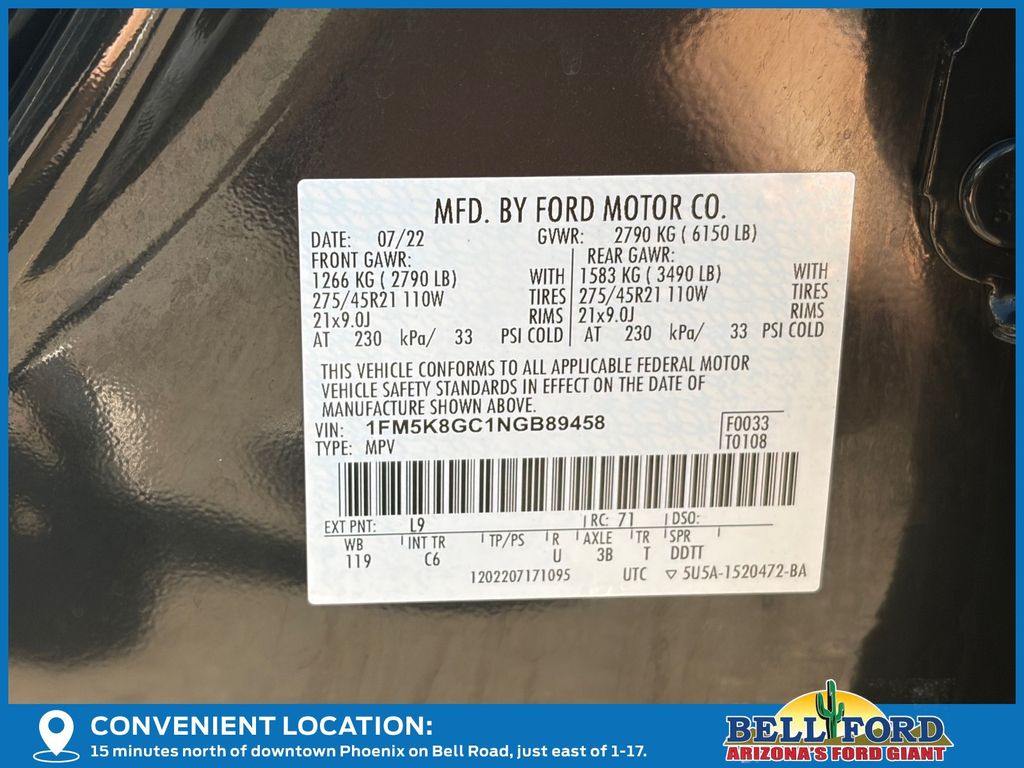 MFD. BY FORD MOTOR CO.
DATE: 07/22 GVWR: 2790 KG ( 6150 LB)
FRONT GAWR: REAR GAWR:
1266 KG ( 2790 LB) WITH 1583 KG ( 3490 LB) WITH
275/45R21 110W TIRES 275/45R21 110W TIRES
21x9.0J RIMS 21x9.0J RIMS
AT 230 kPa/ 33 PSI COLD AT 230 kPa/ 33 PSI COLD
THIS VEHICLE CONFORMS TO ALL APPLICABLE FEDERAL MOTOR
VEHICLE SAFETY STANDARDS IN EFFECT ON THE DATE OF
MANUFACTURE SHOWN ABOVE.
VIN: 1FM5K8GC1NGB89458 F0033
TYPE: MPV T0108
EXT PNT: L9 RC: 71 DSO:
WB INT TR TP/PS R AXLE TR SPR
119 C6 U 3B T DDTT
1202207171095 UTC ▽ 5U5A-1520472-BA
CONVENIENT LOCATION:
15 minutes north of downtown Phoenix on Bell Road, just east of 1-17.
BELL FORD
ARIZONA'S FORD GIANT